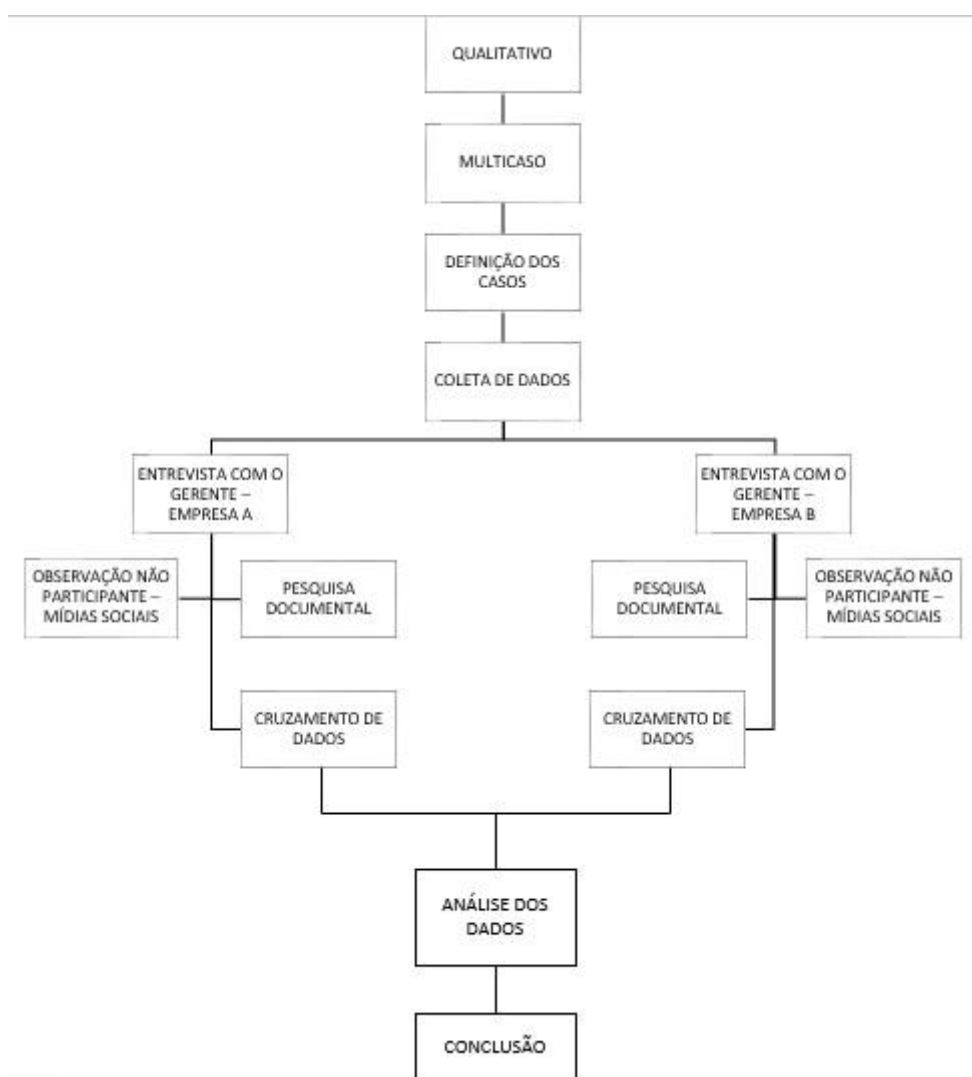 QUALITATIVO
MULTICASO
DEFINIÇÃO DOS
CASOS
COLETA DE DADOS
ENTREVISTA COM O
GERENTE –
EMPRESA A
ENTREVISTA COM O
GERENTE –
EMPRESA B
OBSERVAÇÃO NÃO
PARTICIPANTE –
MÍDIAS SOCIAIS
PESQUISA
DOCUMENTAL
PESQUISA
DOCUMENTAL
OBSERVAÇÃO NÃO
PARTICIPANTE –
MÍDIAS SOCIAIS
CRUZAMENTO DE
DADOS
CRUZAMENTO DE
DADOS
ANÁLISE DOS
DADOS
CONCLUSÃO